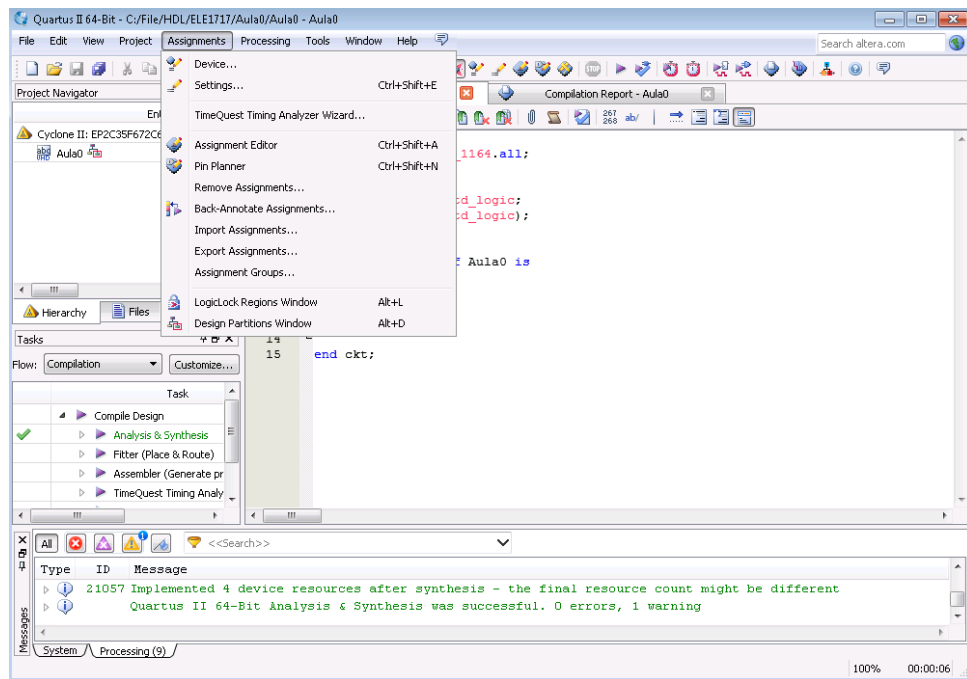 Quartus II 64-Bit - C:/File/HDL/ELE1717/Aula0/Aula0 - Aula0
File Edit View Project Assignments Processing Tools Window Help
Search altera.com
Device...
Settings... Ctrl+Shift+E
TimeQuest Timing Analyzer Wizard...
Assignment Editor Ctrl+Shift+A
Pin Planner Ctrl+Shift+N
Remove Assignments...
Back-Annotate Assignments...
Import Assignments...
Export Assignments...
Assignment Groups...
LogicLock Regions Window Alt+L
Design Partitions Window Alt+D
Project Navigator
Cyclone II: EP2C35F672C6
Aula0
Hierarchy Files
Compilation Report - Aula0
267
268 ab/
_1164.all;
td_logic;
td_logic);
f Aula0 is
14
15 end ckt;
Tasks
Flow: Compilation Customize...
Task
Compile Design
Analysis & Synthesis
Fitter (Place & Route)
Assembler (Generate pr
TimeQuest Timing Analy
All <<Search>>
Type ID Message
21057 Implemented 4 device resources after synthesis - the final resource count might be different
Quartus II 64-Bit Analysis & Synthesis was successful. 0 errors, 1 warning
Messages
System Processing (9)
100% 00:00:06